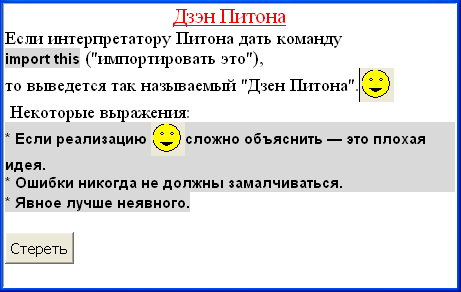 Дзэн Питона
Если интерпретатору Питона дать команду
import this ("импортировать это"),
то выведется так называемый "Дзен Питона".
Некоторые выражения:
* Если реализацию сложно объяснить — это плохая
идея.
* Ошибки никогда не должны замалчиваться.
* Явное лучше неявного.
Стереть